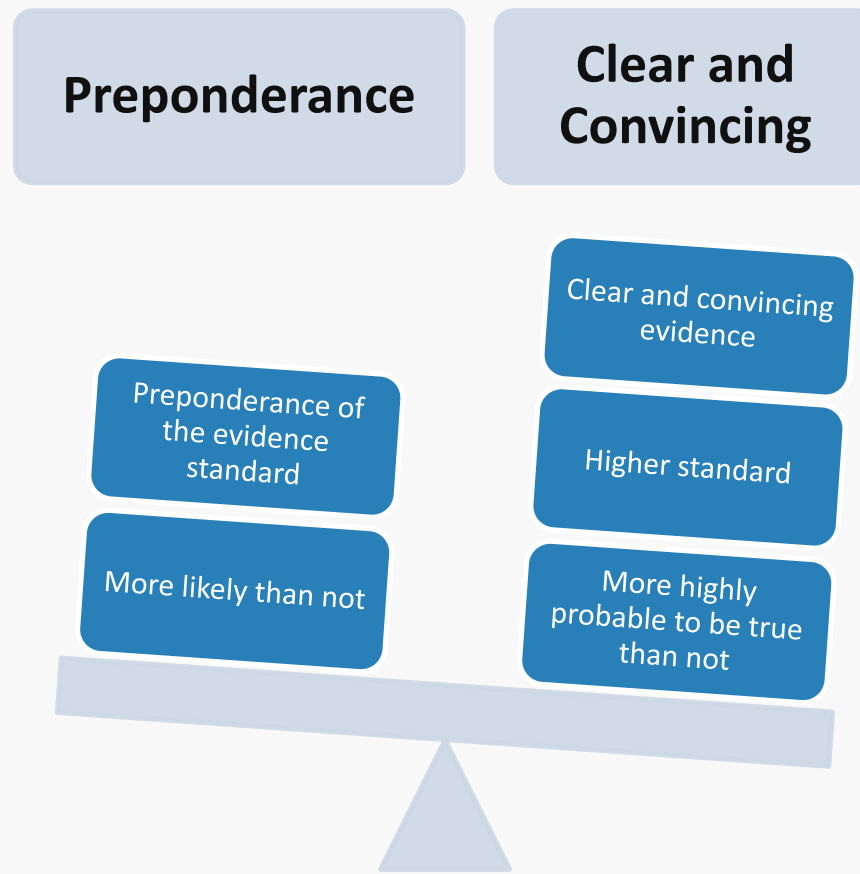 Preponderance
Clear and
Convincing
Preponderance of
the evidence
standard
More likely than not
Clear and convincing
evidence
Higher standard
More highly
probable to be true
than not